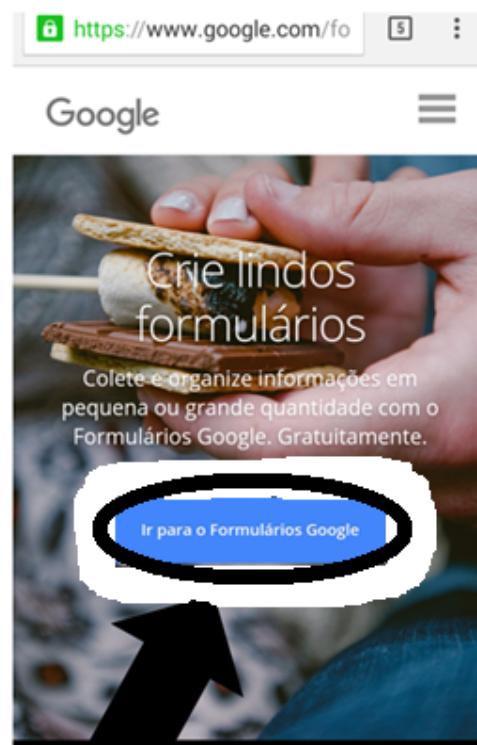 https://www.google.com/fo
5
Google
Crie lindos
formulários
Colete e organize informações em
pequena ou grande quantidade com o
Formulários Google. Gratuitamente.
Ir para o Formulários Google